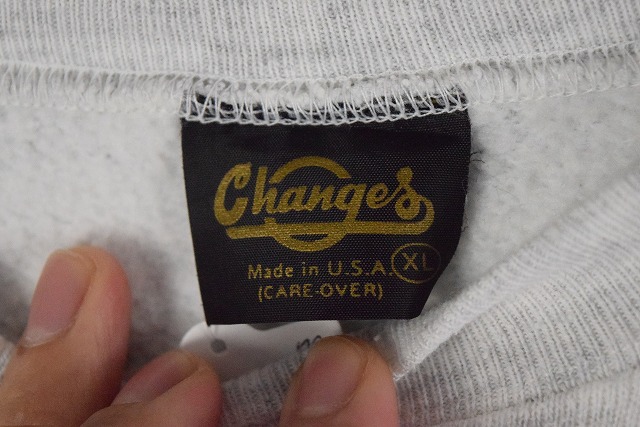 Changes
Made in U.S.A. XL
(CARE-OVER)